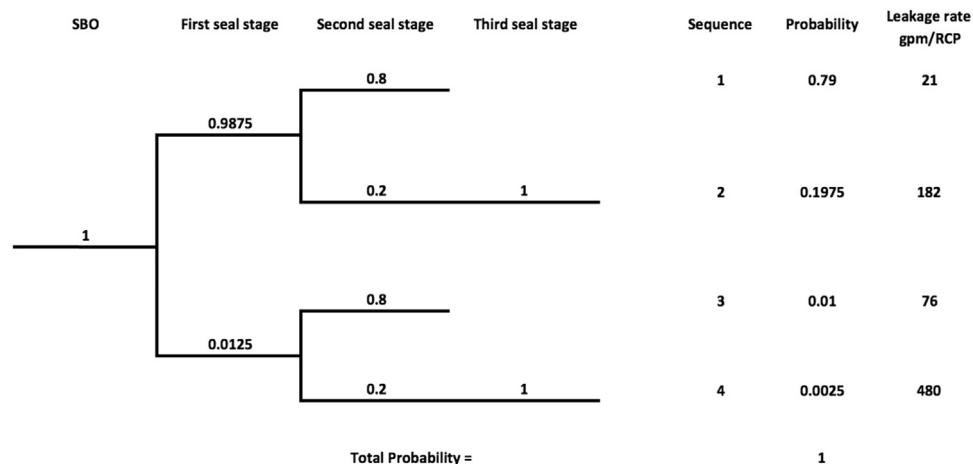 SBO First seal stage Second seal stage Third seal stage Sequence Probability Leakage rate
gpm/RCP
0.8 1 0.79 21
0.9875
0.2 1 2 0.1975 182
1
0.8 3 0.01 76
0.0125
0.2 1 4 0.0025 480
Total Probability = 1